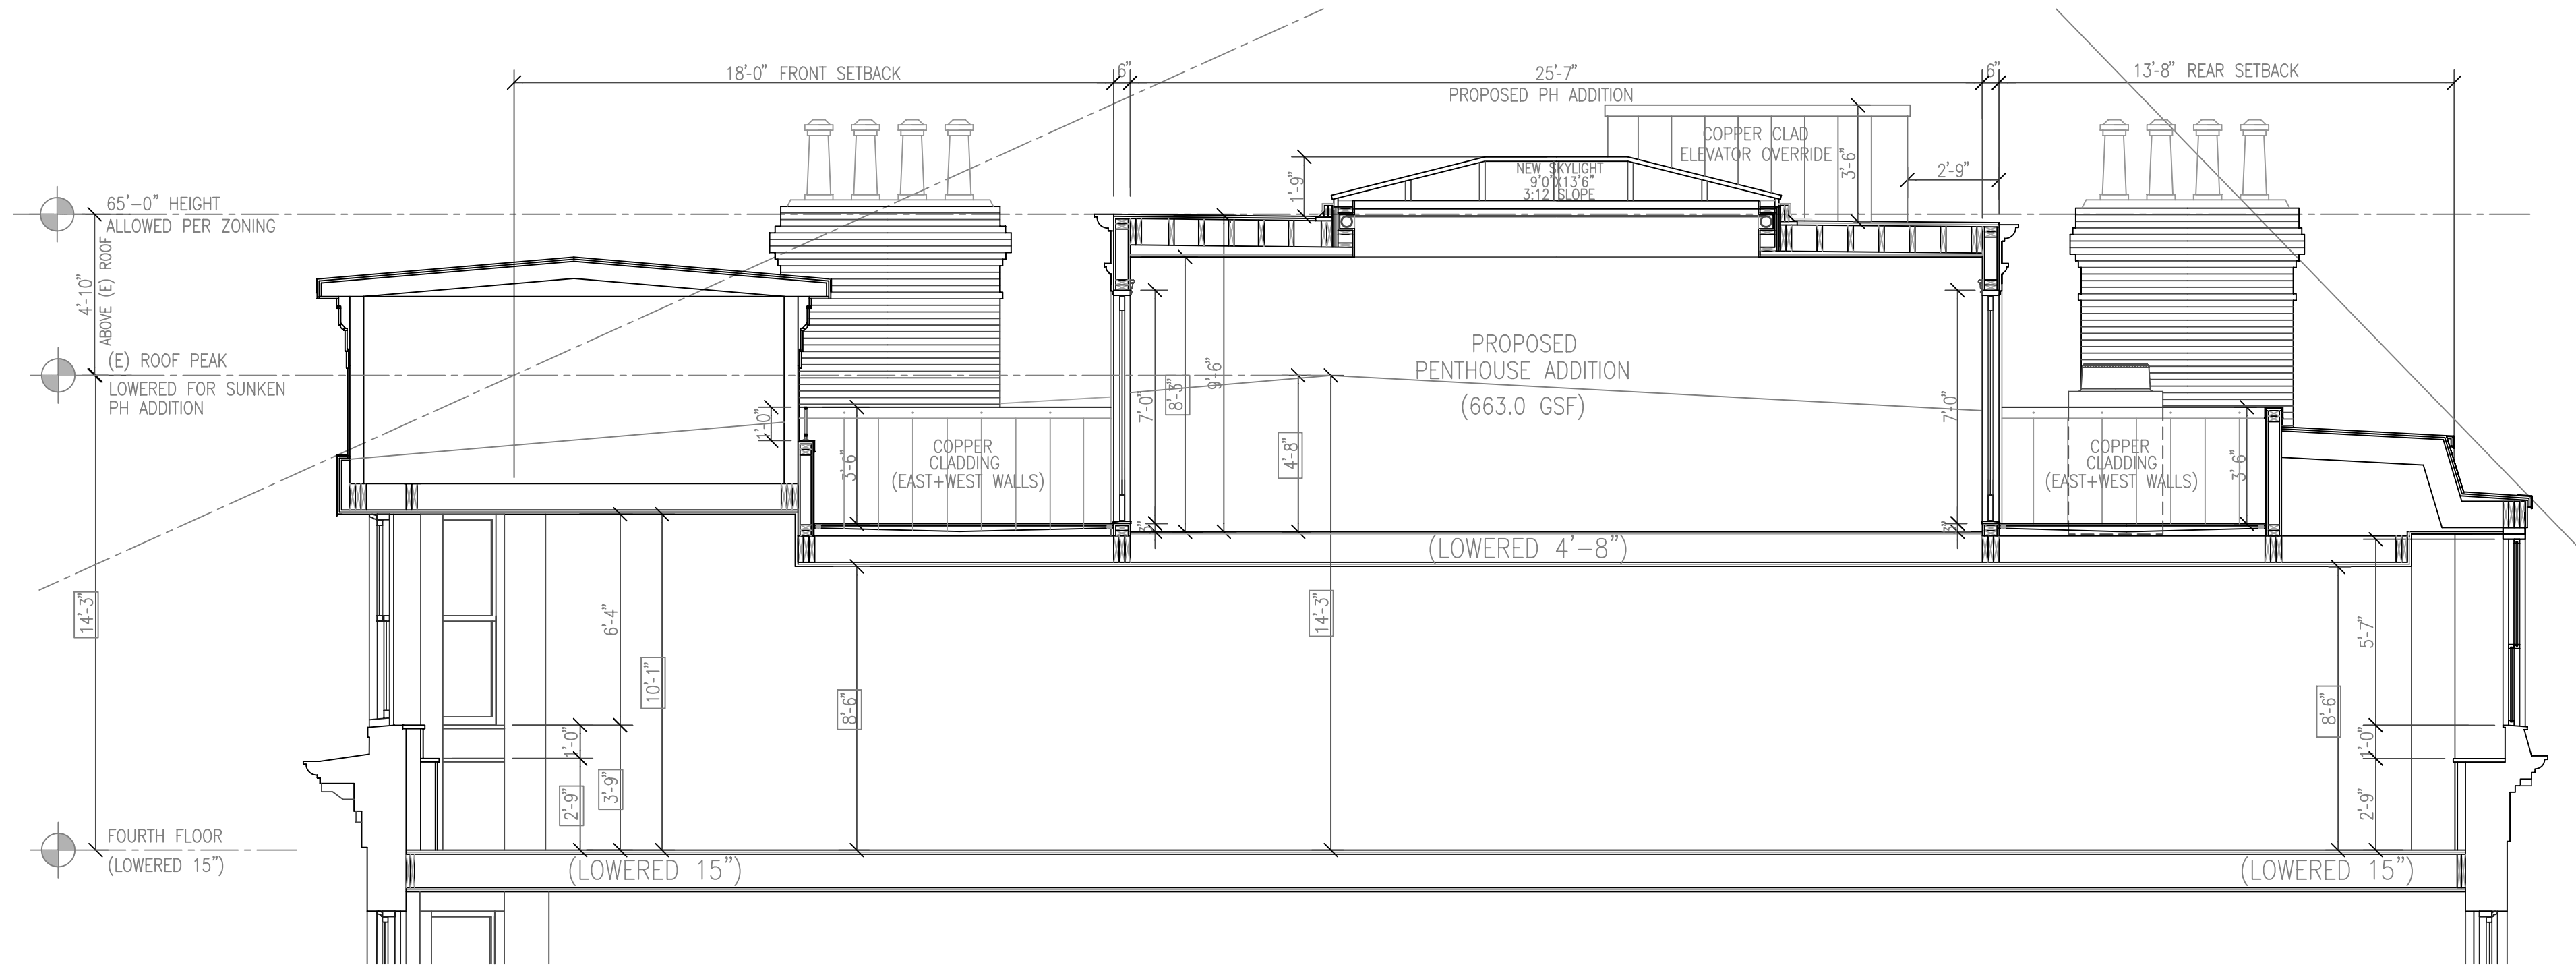 18'-0" FRONT SETBACK
6"
25'-7"
PROPOSED PH ADDITION
6"
13'-8" REAR SETBACK
COPPER CLAD
ELEVATOR OVERRIDE
3'-6"
2'-9"
NEW SKYLIGHT
9'0"X13'6"
3:12 SLOPE
1'-9"
65'-0" HEIGHT
ALLOWED PER ZONING
4'-10"
ABOVE (E) ROOF
(E) ROOF PEAK
LOWERED FOR SUNKEN
PH ADDITION
PROPOSED
PENTHOUSE ADDITION
(663.0 GSF)
1'-0"
3'-6"
COPPER
CLADDING
(EAST+WEST WALLS)
7'-0"
8'-3"
9'-6"
4'-8"
7'-0"
COPPER
CLADDING
(EAST+WEST WALLS)
3'-6"
3"
3"
(LOWERED 4'-8")
14'-3"
6'-4"
10'-1"
8'-6"
14'-3"
8'-6"
5'-7"
1'-0"
2'-9"
3'-9"
1'-0"
2'-9"
FOURTH FLOOR
(LOWERED 15")
(LOWERED 15")
(LOWERED 15")